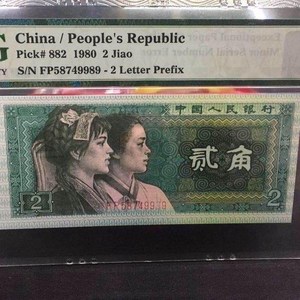 China / People's Republic
Pick# 882 1980 2 Jiao
S/N FP58749989 - 2 Letter Prefix
中国人民银行
贰角
FP58749989
2
2